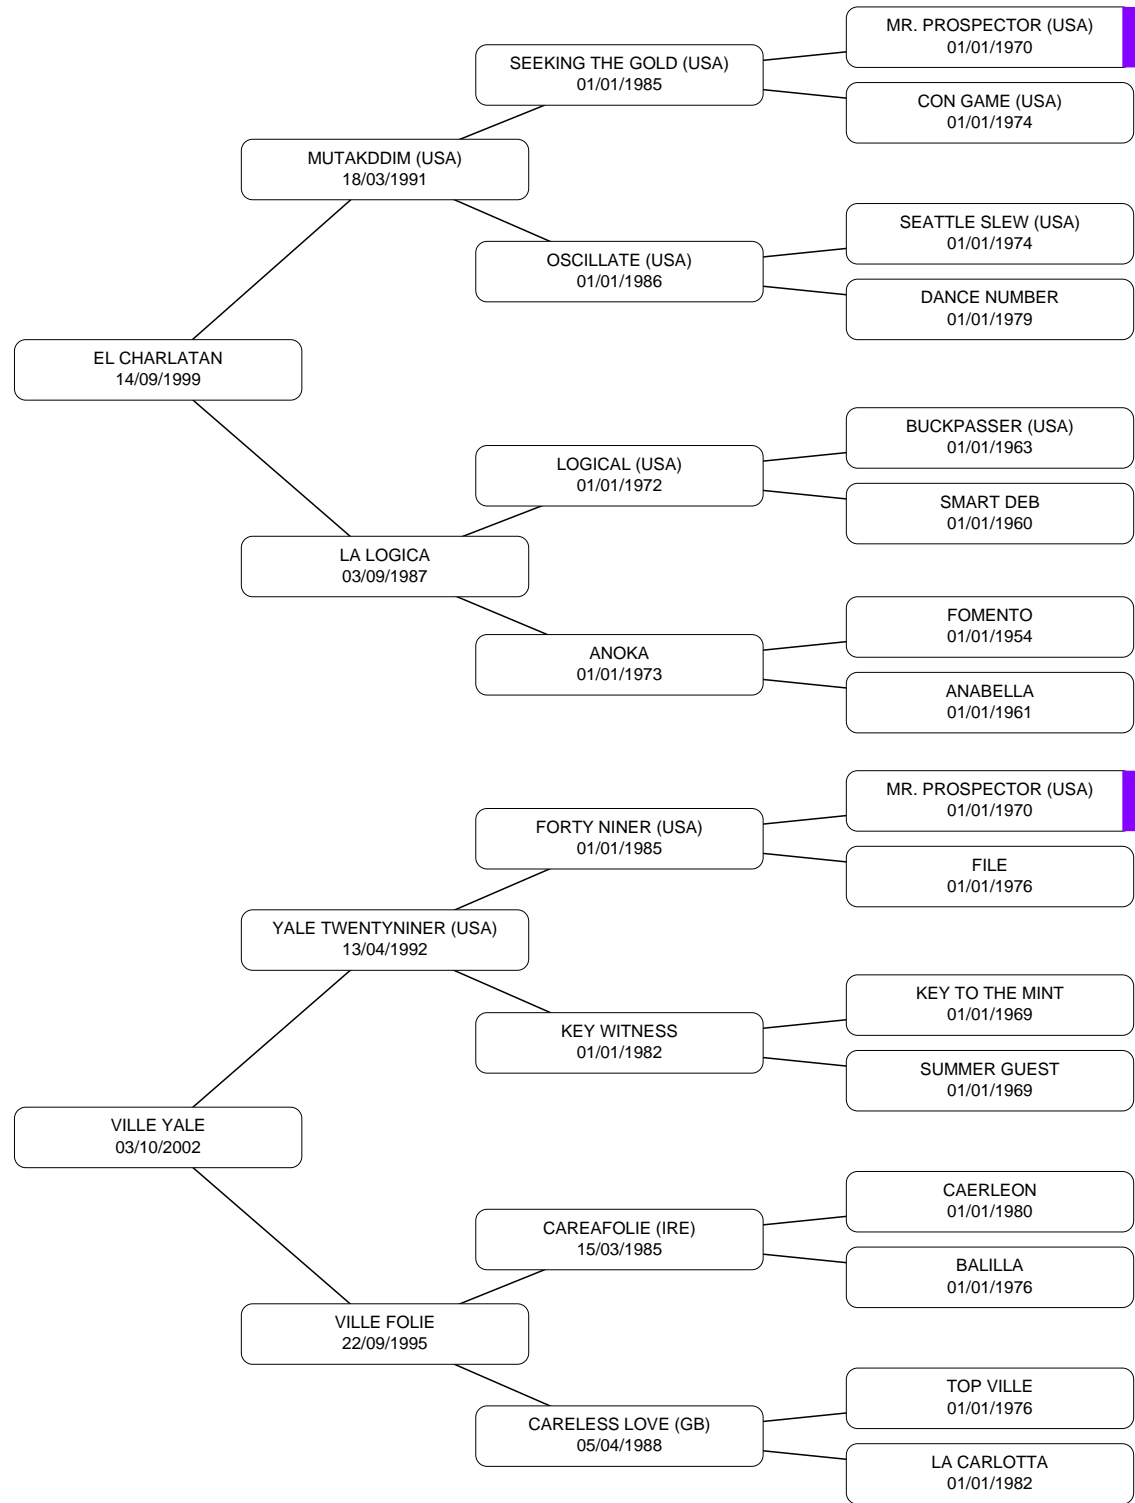 MR. PROSPECTOR (USA)
01/01/1970
SEEKING THE GOLD (USA)
01/01/1985
CON GAME (USA)
01/01/1974
MUTAKDDIM (USA)
18/03/1991
SEATTLE SLEW (USA)
01/01/1974
OSCILLATE (USA)
01/01/1986
DANCE NUMBER
01/01/1979
EL CHARLATAN
14/09/1999
BUCKPASSER (USA)
01/01/1963
LOGICAL (USA)
01/01/1972
SMART DEB
01/01/1960
LA LOGICA
03/09/1987
FOMENTO
01/01/1954
ANOKA
01/01/1973
ANABELLA
01/01/1961
MR. PROSPECTOR (USA)
01/01/1970
FORTY NINER (USA)
01/01/1985
FILE
01/01/1976
YALE TWENTYNINER (USA)
13/04/1992
KEY TO THE MINT
01/01/1969
KEY WITNESS
01/01/1982
SUMMER GUEST
01/01/1969
VILLE YALE
03/10/2002
CAERLEON
01/01/1980
CAREAFOLIE (IRE)
15/03/1985
BALILLA
01/01/1976
VILLE FOLIE
22/09/1995
TOP VILLE
01/01/1976
CARELESS LOVE (GB)
05/04/1988
LA CARLOTTA
01/01/1982